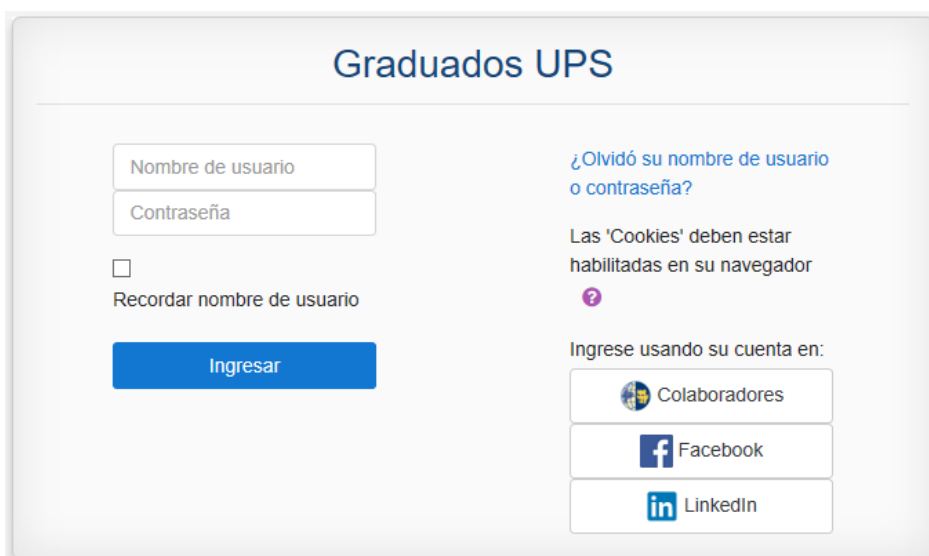 Graduados UPS
Nombre de usuario
Contraseña
Recordar nombre de usuario
Ingresar
¿Olvidó su nombre de usuario
o contraseña?
Las 'Cookies' deben estar
habilitadas en su navegador
?
Ingrese usando su cuenta en:
Colaboradores
f Facebook
in LinkedIn